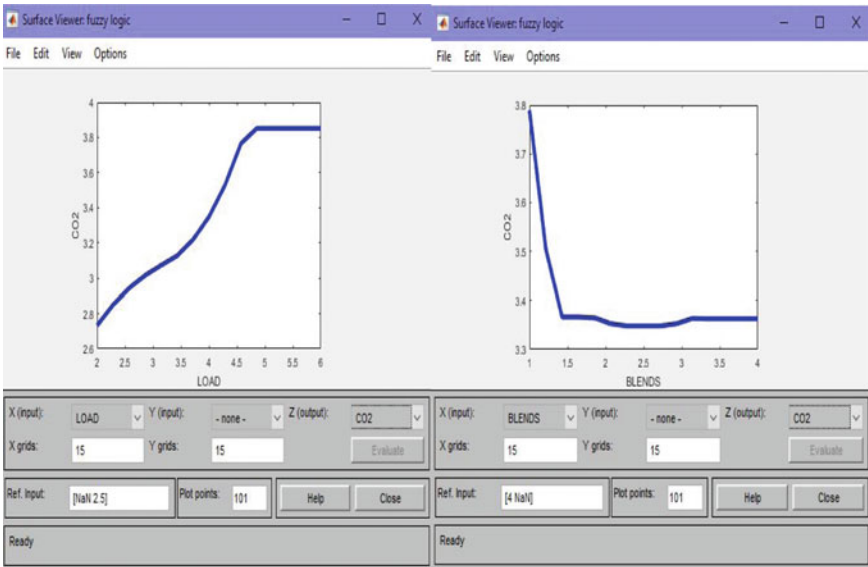 Surface Viewer: fuzzy logic
File Edit View Options
4
3.8
3.6
3.4
3.2
3
2.8
2.6
CO2
2 2.5 3 3.5 4 4.5 5 5.5 6
LOAD
X (input): LOAD Y (input): - none - Z (output): CO2
X grids: 15 Y grids: 15 Evaluate
Ref. Input: [NaN 2.5] Plot points: 101 Help Close
Ready
Surface Viewer: fuzzy logic
File Edit View Options
3.8
3.7
3.6
3.5
3.4
3.3
CO2
1 1.5 2 2.5 3 3.5 4
BLENDS
X (input): BLENDS Y (input): - none - Z (output): CO2
X grids: 15 Y grids: 15 Evaluate
Ref. Input: [4 NaN] Plot points: 101 Help Close
Ready